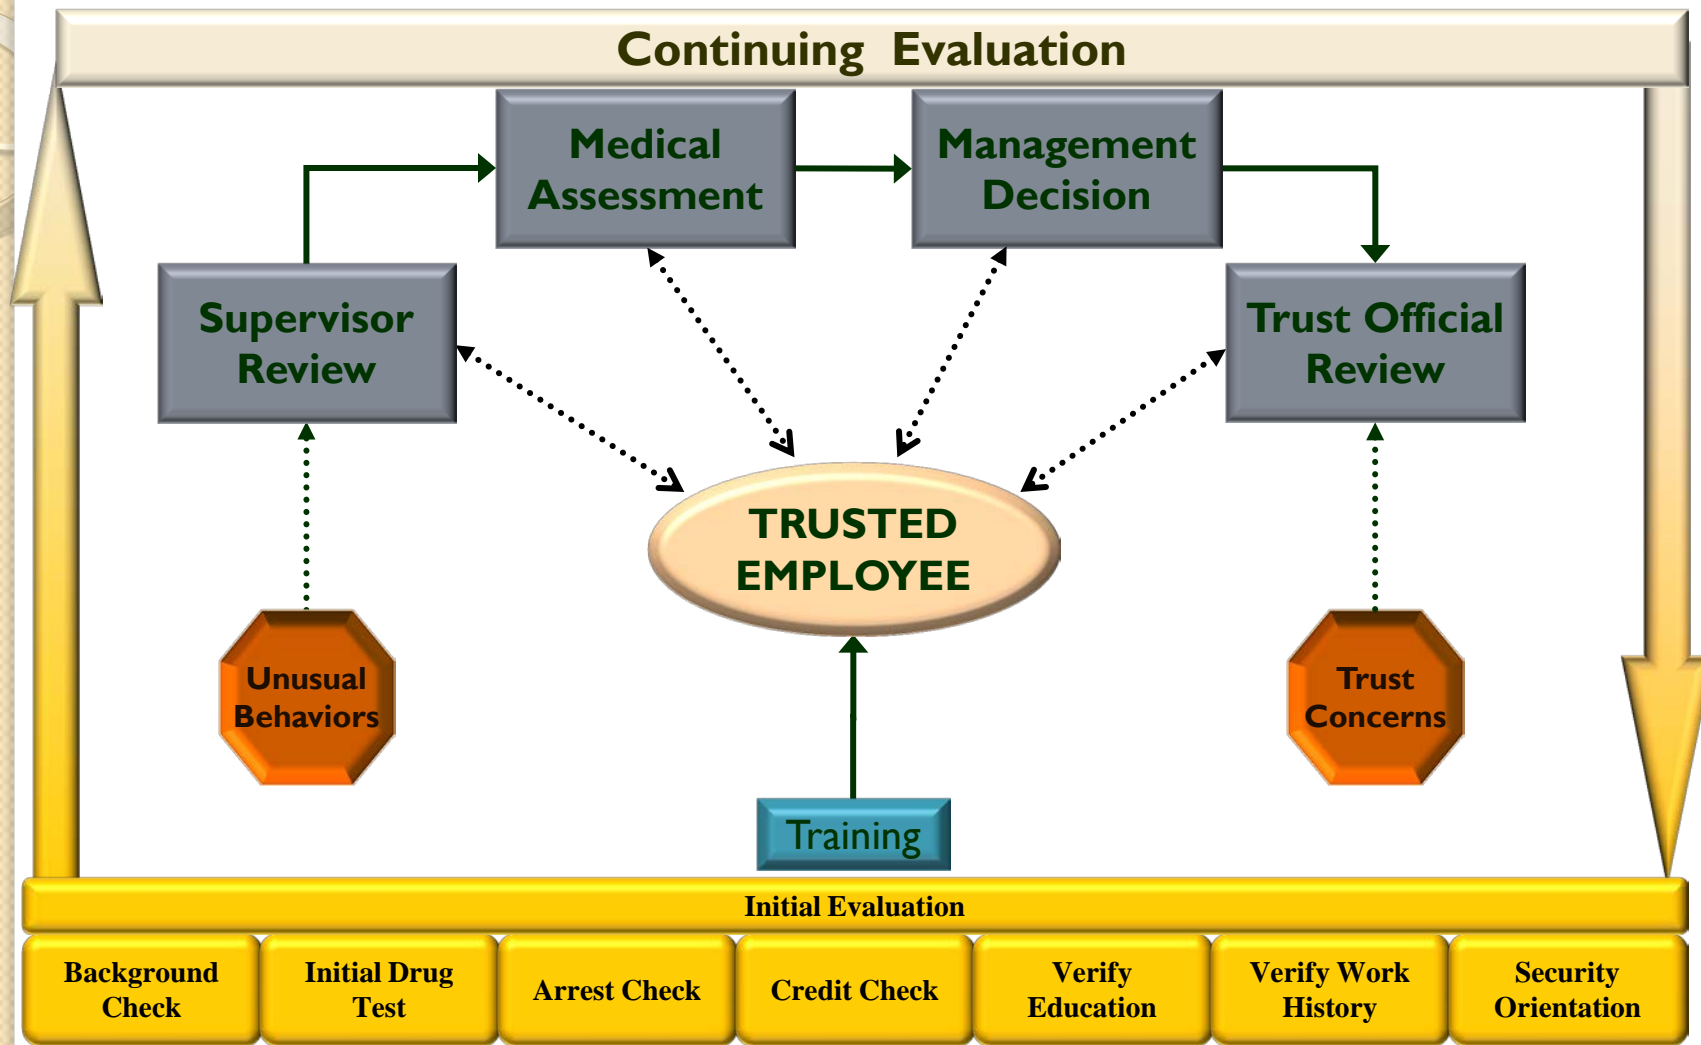 Continuing Evaluation
Medical
Assessment
Management
Decision
Supervisor
Review
Trust Official
Review
TRUSTED
EMPLOYEE
Unusual
Behaviors
Trust
Concerns
Training
Initial Evaluation
Background
Check
Initial Drug
Test
Arrest Check
Credit Check
Verify
Education
Verify Work
History
Security
Orientation